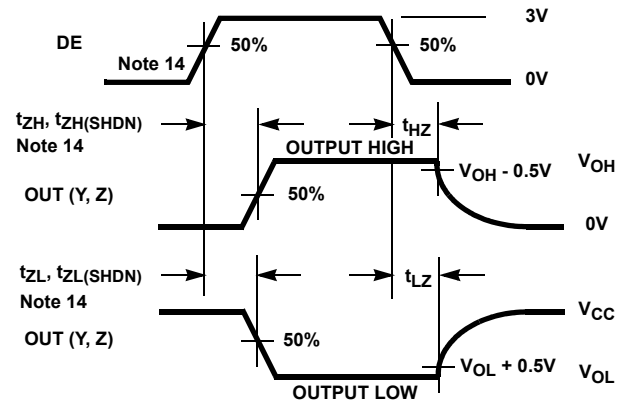 3V
DE
Note 14
50%
50%
0V
tZH, tZH(SHDN)
Note 14
tHZ
OUTPUT HIGH
VOH - 0.5V
VOH
OUT (Y, Z)
50%
0V
tZL, tZL(SHDN)
Note 14
tLZ
VCC
OUT (Y, Z)
50%
VOL + 0.5V
VOL
OUTPUT LOW